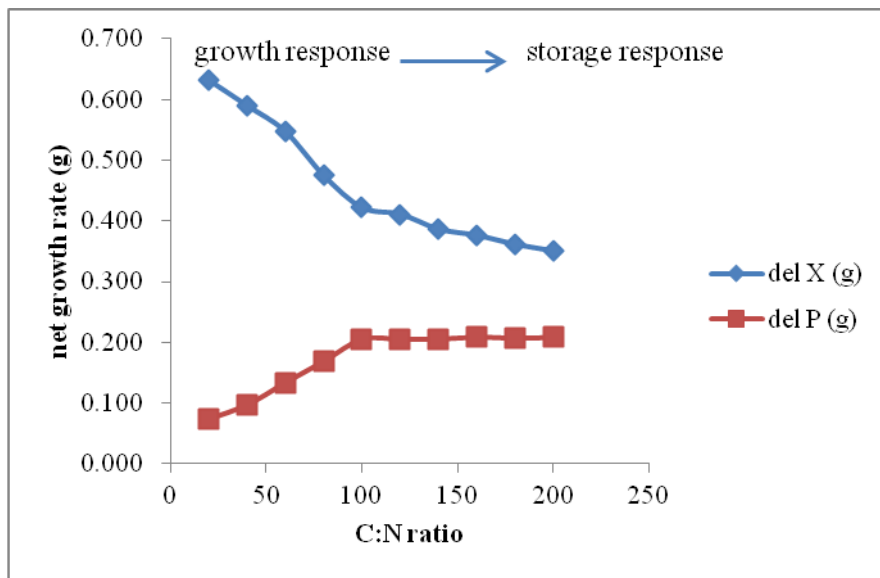 growth response storage response
0.700
0.600
0.500
0.400
0.300
0.200
0.100
0.000
net growth rate (g)
0 50 100 150 200 250
C:N ratio
del X (g)
del P (g)